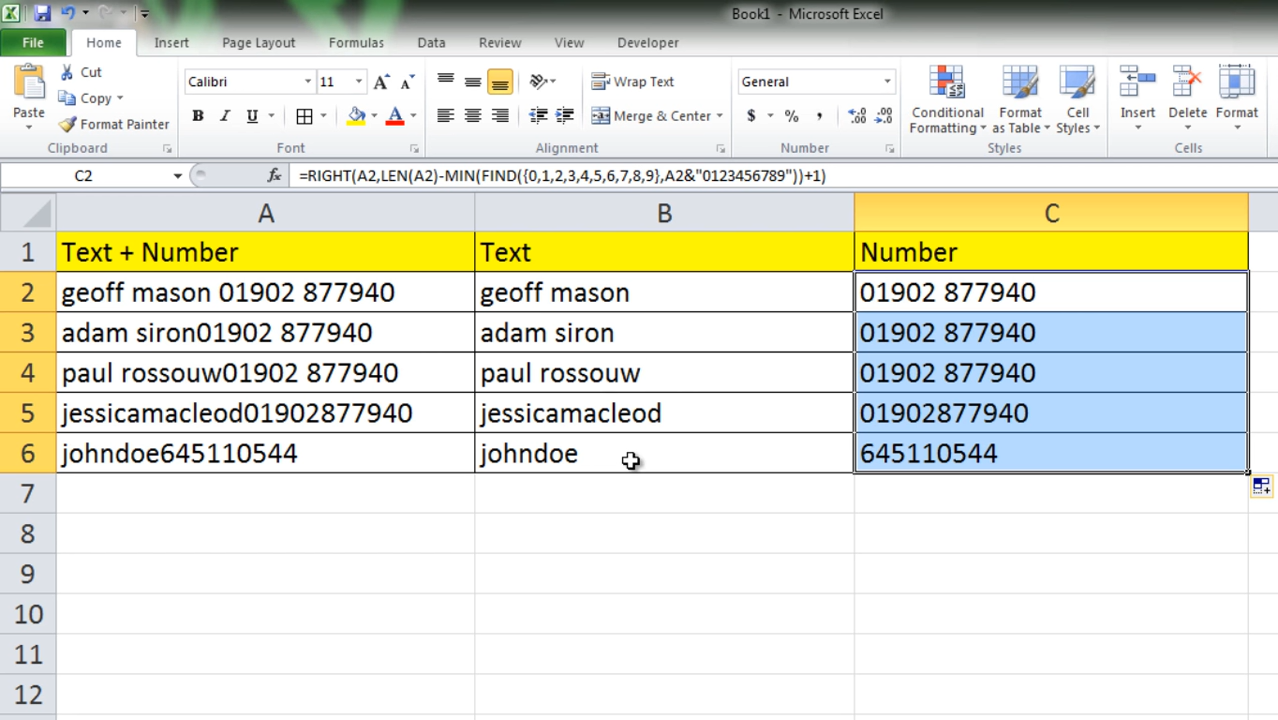 Book1 - Microsoft Excel
File Home Insert Page Layout Formulas Data Review View Developer
Cut
Copy
Format Painter
Paste
Calibri 11
B I U A
Wrap Text
Merge & Center
General
$ % ,
Conditional Formatting
Format as Table
Cell Styles
Insert Delete Format
Clipboard Font Alignment Number Styles Cells
C2 fx =RIGHT(A2,LEN(A2)-MIN(FIND({0,1,2,3,4,5,6,7,8,9},A2&"0123456789"))+1)
A B C
1 Text + Number Text Number
2 geoff mason 01902 877940 geoff mason 01902 877940
3 adam siron01902 877940 adam siron 01902 877940
4 paul rossouw01902 877940 paul rossouw 01902 877940
5 jessicamacleod01902877940 jessicamacleod 01902877940
6 johndoe645110544 johndoe 645110544
7
8
9
10
11
12